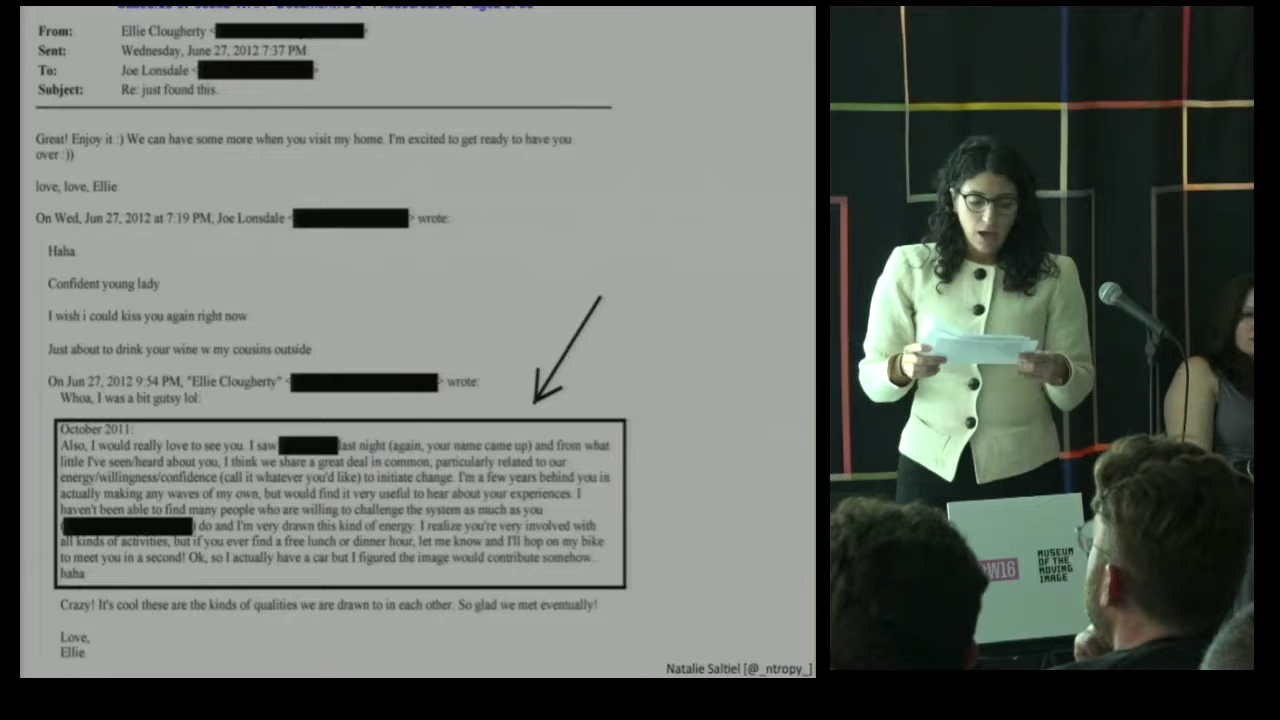 From: Ellie Clougherty <
Sent: Wednesday, June 27, 2012 7:37 PM
To: Joe Lonsdale < >
Subject: Re: just found this.
Great! Enjoy it :) We can have some more when you visit my home. I'm excited to get ready to have you
over :))
love, love, Ellie
On Wed, Jun 27, 2012 at 7:19 PM, Joe Lonsdale < > wrote:
Haha.
Confident young lady
I wish i could kiss you again right now
Just about to drink your wine w my cousins outside
On Jun 27, 2012 9:54 PM, "Ellie Clougherty" < > wrote:
Whoa, I was a bit gutsy lol:
October 2011:
Also, I would really love to see you. I saw last night (again, your name came up) and from what
little I've seen/heard about you, I think we share a great deal in common, particularly related to our
energy/willingness/confidence (call it whatever you'd like) to initiate change. I'm a few years behind you in
actually making any waves of my own, but would find it very useful to hear about your experiences. I
haven't been able to find many people who are willing to challenge the system as much as you
( ) do and I'm very drawn this kind of energy. I realize you're very involved with
all kinds of activities, but if you ever find a free lunch or dinner hour, let me know and I'll hop on my bike
to meet you in a second! Ok, so I actually have a car but I figured the image would contribute somehow.
haha
Crazy! It's cool these are the kinds of qualities we are drawn to in each other. So glad we met eventually!
Love,
Ellie
Natalie Saltiel [@_ntropy_]
W16
MUSEUM
OF THE
MOVING
IMAGE